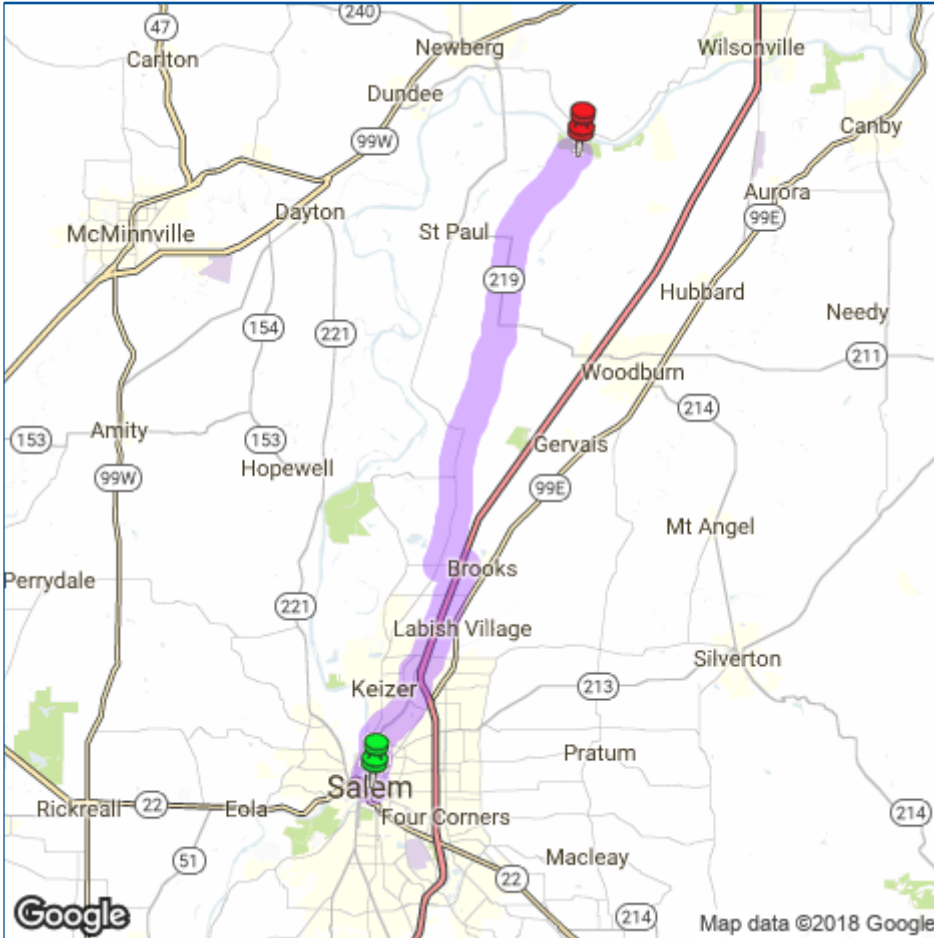 240
47
Newberg
Wilsonville
Carlton
Dundee
99W
Canby
Aurora
Dayton
99E
St Paul
McMinnville
219
Hubbard
154
221
Needy
211
Woodburn
214
Amity
153
153
Gervais
Hopewell
99W
99E
Mt Angel
Brooks
Perrydale
221
Labish Village
Silverton
Keizer
213
Pratum
Salem
Rickreall
22
Eola
Four Corners
214
51
Macleay
22
Google
214
Map data ©2018 Google